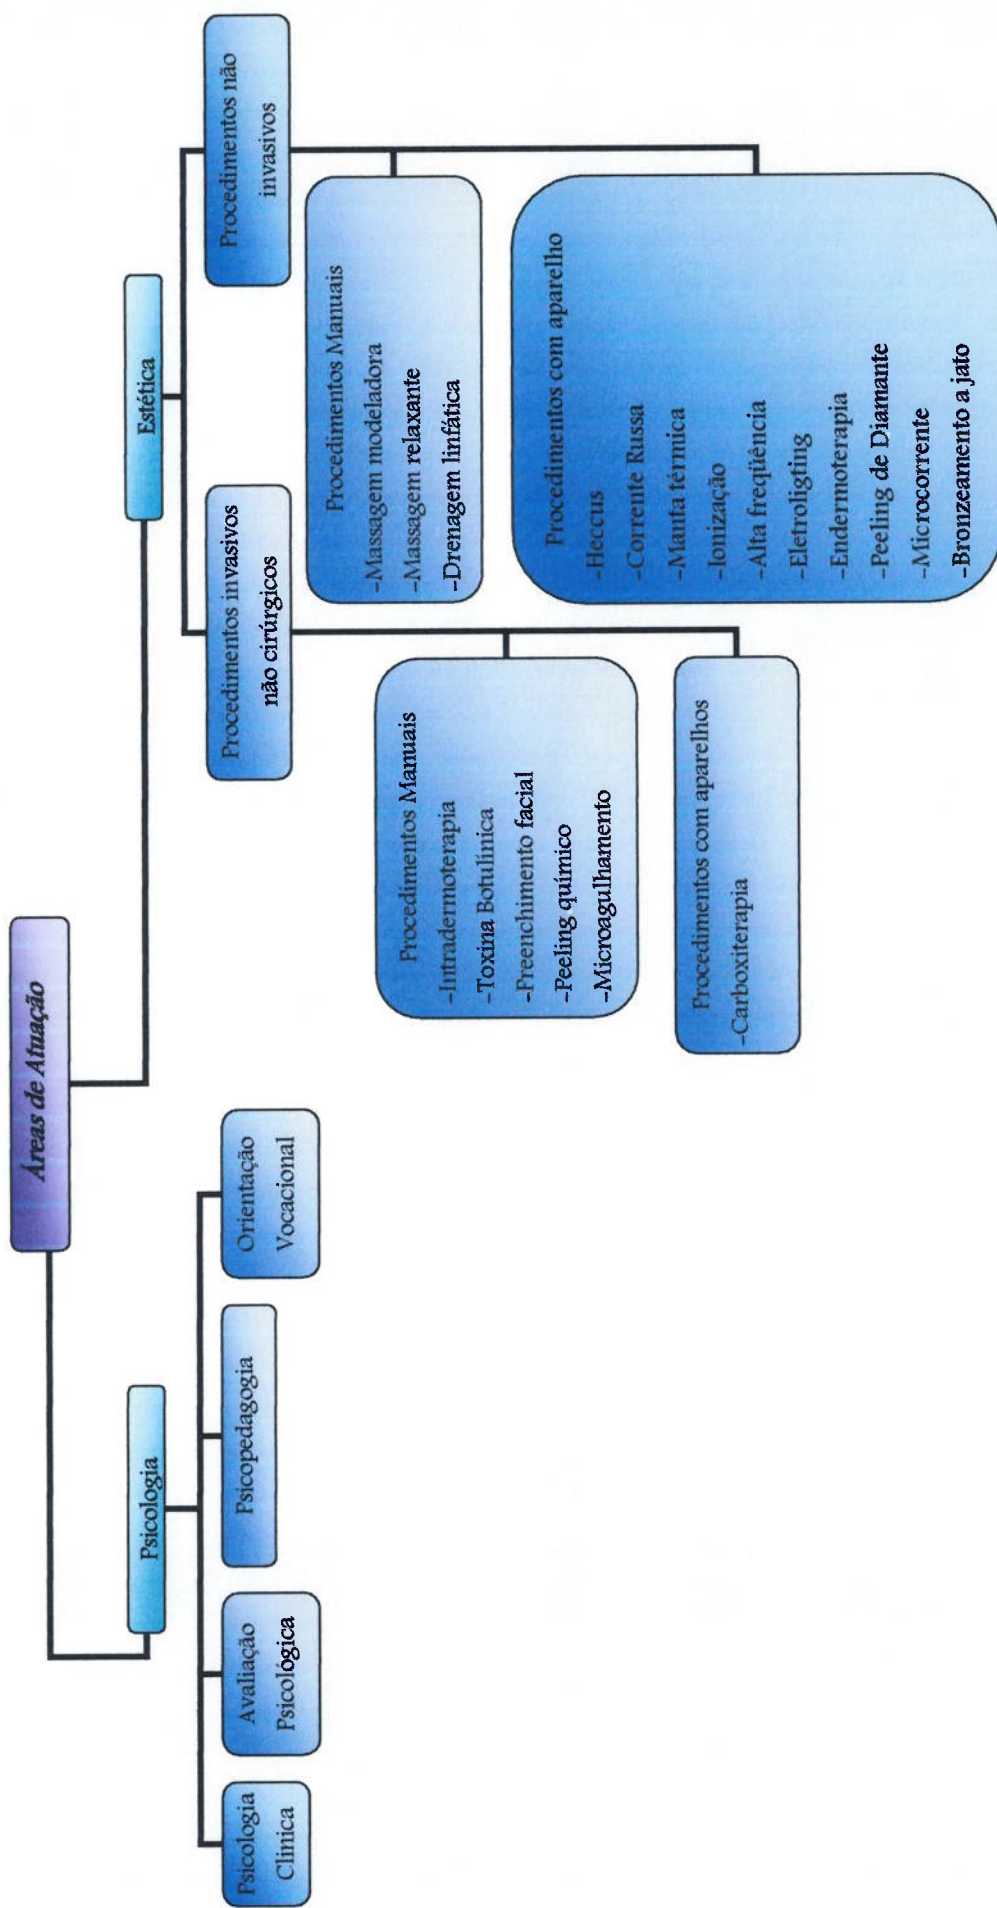 Áreas de Atuação
Psicologia
Psicologia
Clinica
Avaliação
Psicológica
Psicopedagogia
Orientação
Vocacional
Estética
Procedimentos invasivos
não cirúrgicos
Procedimentos Manuais
-Intradermoterapia
-Toxina Botulínica
-Preenchimento facial
-Peeling químico
-Microagulhamento
Procedimentos com aparelhos
-Carboxiterapia
Procedimentos não
invasivos
Procedimentos Manuais
-Massagem modeladora
-Massagem relaxante
-Drenagem linfática
Procedimentos com aparelho
-Heccus
-Corrente Russa
-Manta térmica
-Ionização
-Alta freqüência
-Eletroligting
-Endermoterapia
-Peeling de Diamante
-Microcorrente
-Bronzeamento a jato